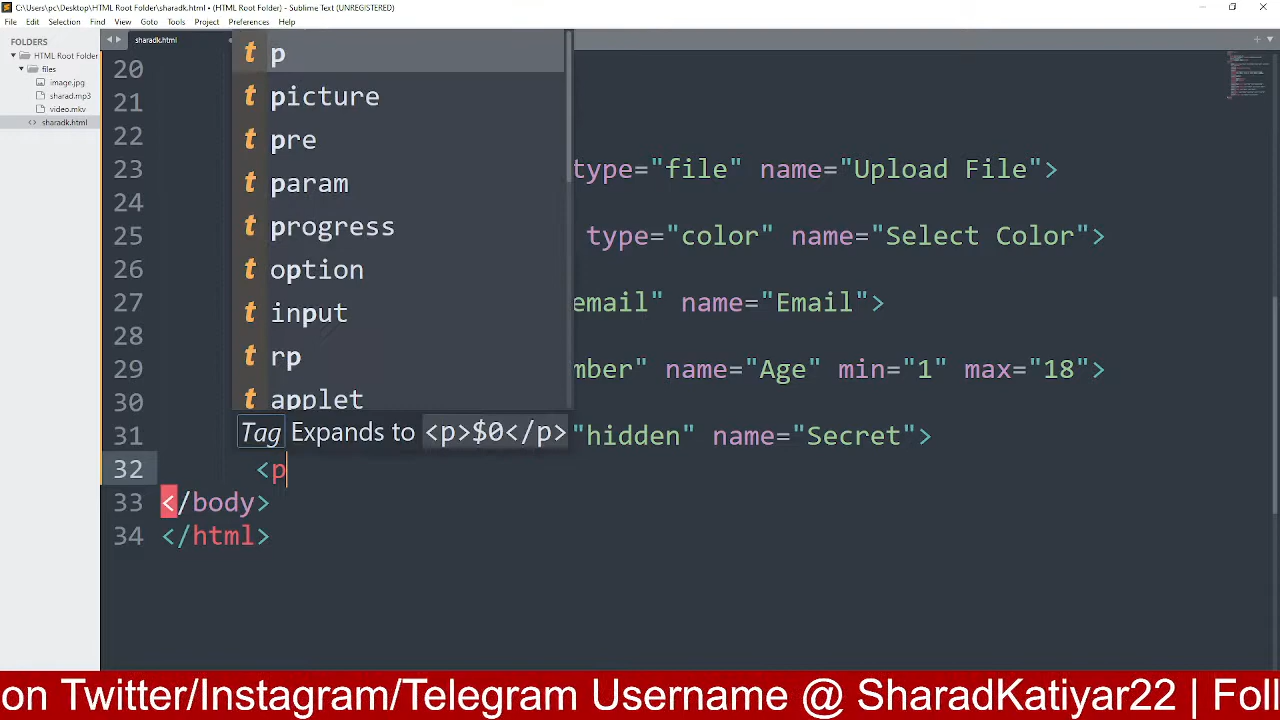 C:\Users\pc\Desktop\HTML Root Folder\sharadk.html • (HTML Root Folder) - Sublime Text (UNREGISTERED)
File Edit Selection Find View Goto Tools Project Preferences Help
FOLDERS
HTML Root Folder
files
image.jpg
sharad.mp3
video.mkv
sharadk.html
sharadk.html
20
21
22
23 type="file" name="Upload File">
24
25 type="color" name="Select Color">
26
27 email" name="Email">
28
29 mber" name="Age" min="1" max="18">
30
31 "hidden" name="Secret">
32 <p
33 </body>
34 </html>
t p
t picture
t pre
t param
t progress
t option
t input
t rp
t applet
Tag Expands to <p>$0</p>
on Twitter/Instagram/Telegram Username @ SharadKatiyar22 | Foll